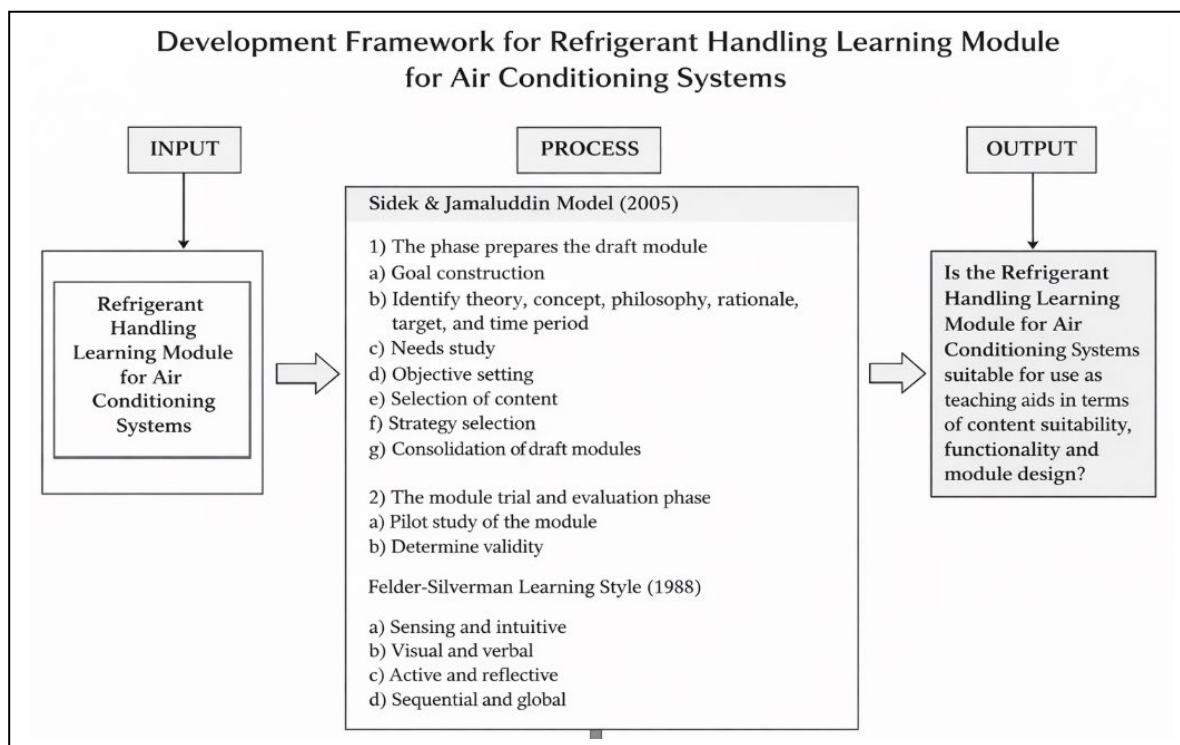 Development Framework for Refrigerant Handling Learning Module
for Air Conditioning Systems
INPUT
Refrigerant
Handling
Learning Module
for Air
Conditioning
Systems
PROCESS
Sidek & Jamaluddin Model (2005)
1) The phase prepares the draft module
a) Goal construction
b) Identify theory, concept, philosophy, rationale,
target, and time period
c) Needs study
d) Objective setting
e) Selection of content
f) Strategy selection
g) Consolidation of draft modules
2) The module trial and evaluation phase
a) Pilot study of the module
b) Determine validity
Felder-Silverman Learning Style (1988)
a) Sensing and intuitive
b) Visual and verbal
c) Active and reflective
d) Sequential and global
OUTPUT
Is the Refrigerant
Handling Learning
Module for Air
Conditioning Systems
suitable for use as
teaching aids in terms
of content suitability,
functionality and
module design?